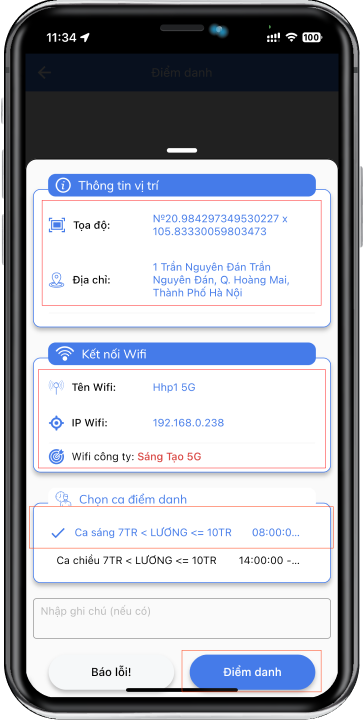 11:34
100
Điểm danh
Thông tin vị trí
Tọa độ:
Nº20.984297349530227 x
105.83330059803473
Địa chỉ:
1 Trần Nguyên Đán Trần
Nguyên Đán, Q. Hoàng Mai,
Thành Phố Hà Nội
Kết nối Wifi
Tên Wifi: Hhp1 5G
IP Wifi: 192.168.0.238
Wifi công ty: Sáng Tạo 5G
Chọn ca điểm danh
Ca sáng 7TR < LƯƠNG <= 10TR 08:00:0...
Ca chiều 7TR < LƯƠNG <= 10TR 14:00:00 -...
Nhập ghi chú (nếu có)
Báo lỗi! Điểm danh